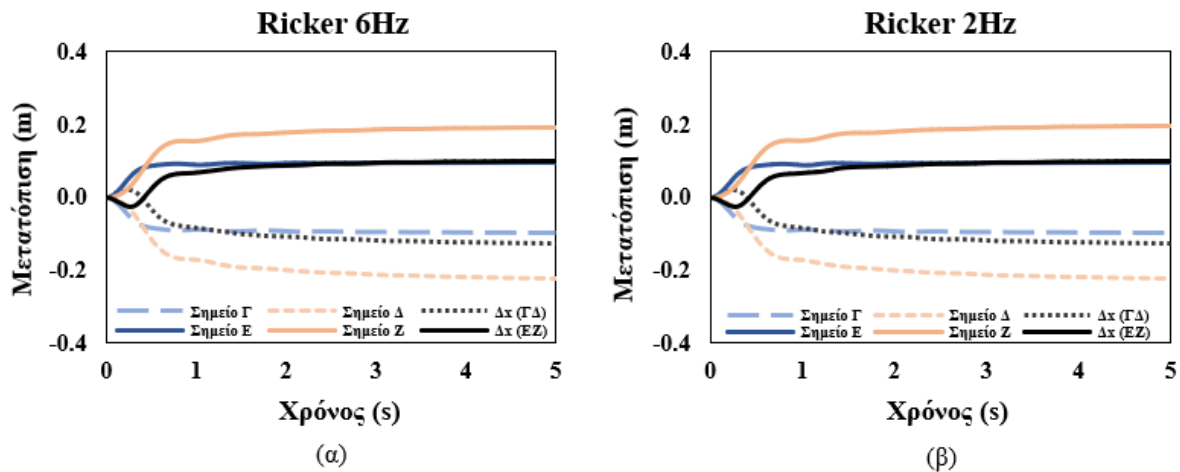 Ricker 6Hz
0.4
0.2
0.0
-0.2
-0.4
Μετατόπιση (m)
Σημείο Γ Σημείο Δ Δx (ΓΔ)
Σημείο Ε Σημείο Ζ Δx (ΕΖ)
0 1 2 3 4 5
Χρόνος (s)
(α)
Ricker 2Hz
0.4
0.2
0.0
-0.2
-0.4
Μετατόπιση (m)
Σημείο Γ Σημείο Δ Δx (ΓΔ)
Σημείο Ε Σημείο Ζ Δx (ΕΖ)
0 1 2 3 4 5
Χρόνος (s)
(β)